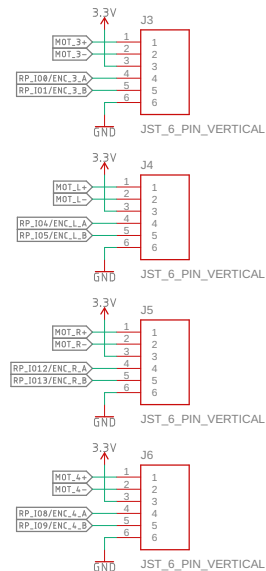 3.3V
J3
MOT_3+ 1 1
MOT_3- 2 2
3 3
RP_IO0/ENC_3_A 4 4
RP_IO1/ENC_3_B 5 5
6 6
GND
JST_6_PIN_VERTICAL
3.3V
J4
MOT_L+ 1 1
MOT_L- 2 2
3 3
RP_IO4/ENC_L_A 4 4
RP_IO5/ENC_L_B 5 5
6 6
GND
JST_6_PIN_VERTICAL
3.3V
J5
MOT_R+ 1 1
MOT_R- 2 2
3 3
RP_IO12/ENC_R_A 4 4
RP_IO13/ENC_R_B 5 5
6 6
GND
JST_6_PIN_VERTICAL
3.3V
J6
MOT_4+ 1 1
MOT_4- 2 2
3 3
RP_IO8/ENC_4_A 4 4
RP_IO9/ENC_4_B 5 5
6 6
GND
JST_6_PIN_VERTICAL